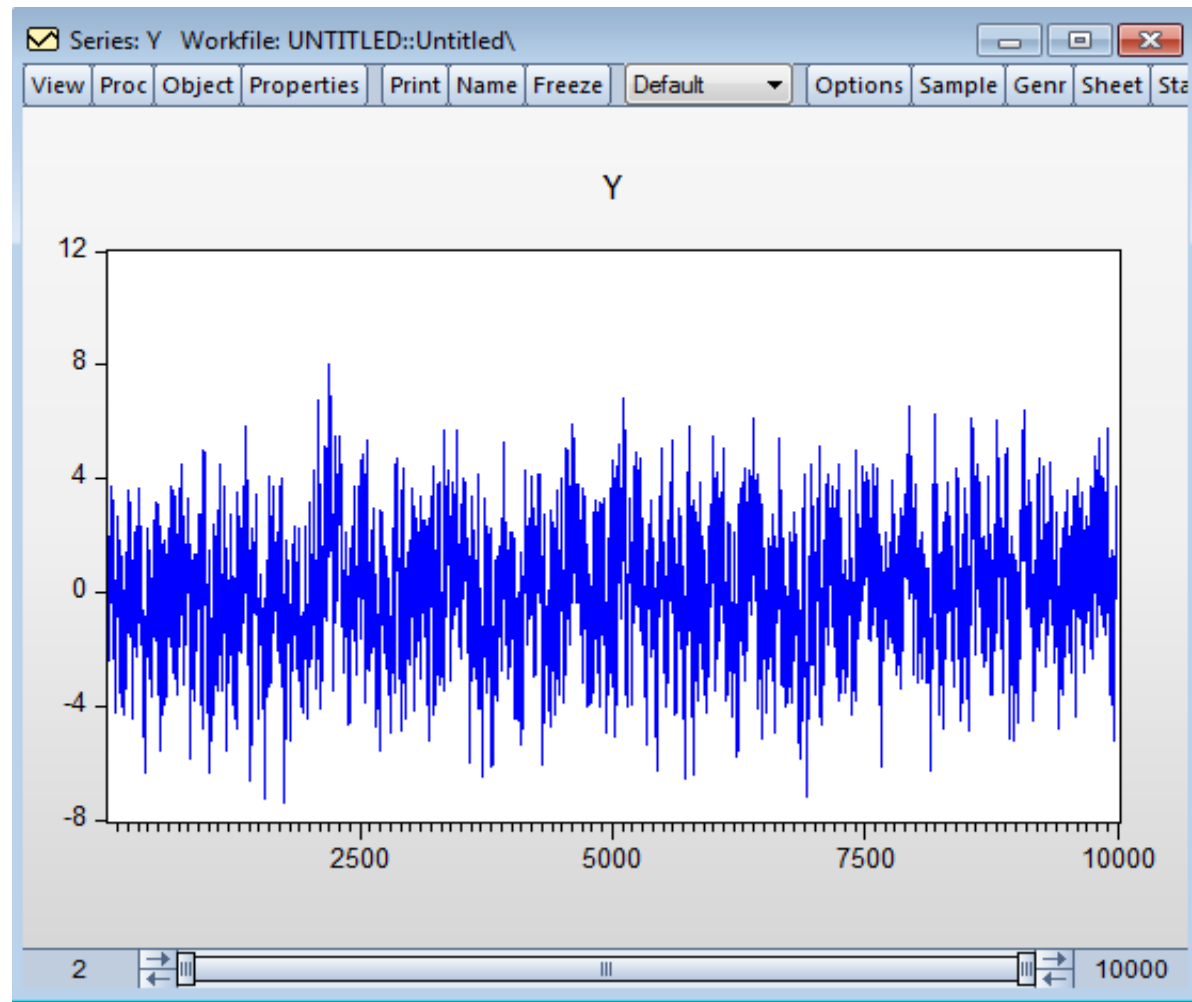 Series: Y Workfile: UNTITLED::Untitled\
View Proc Object Properties Print Name Freeze Default Options Sample Genr Sheet Sta
Y
12
8
4
0
-4
-8
2500 5000 7500 10000
2 10000